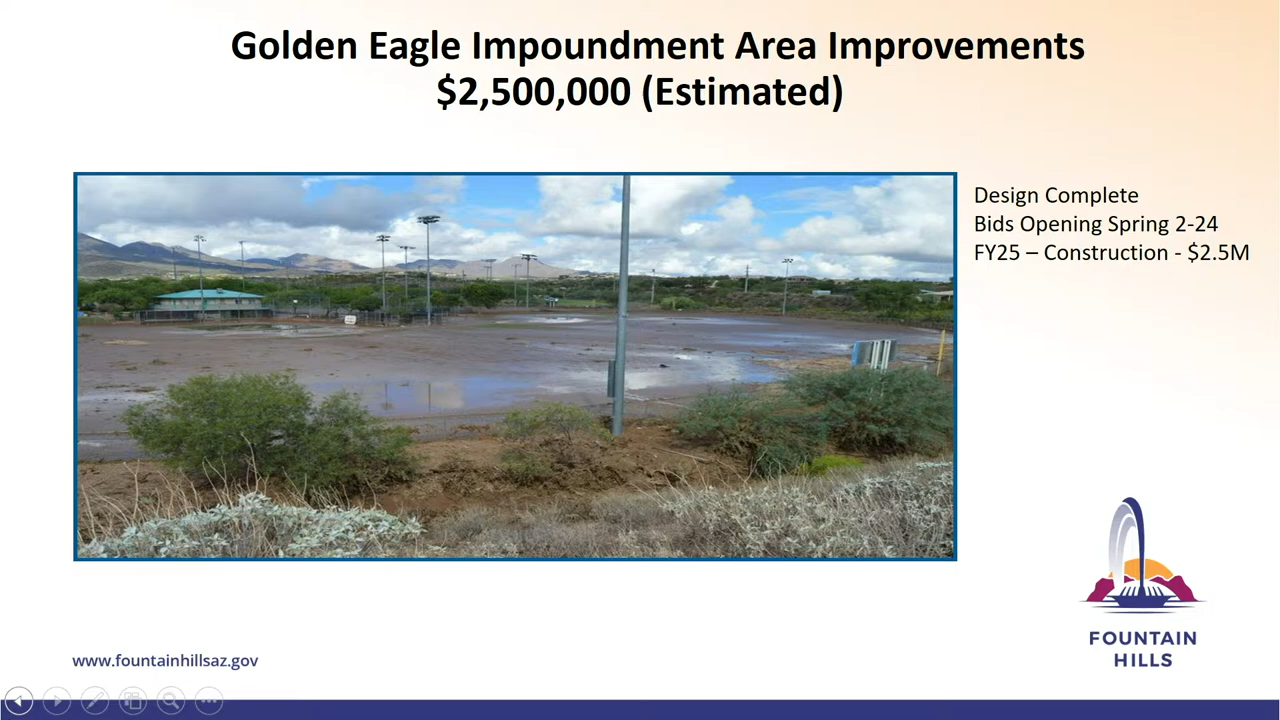 Golden Eagle Impoundment Area Improvements
$2,500,000 (Estimated)
Design Complete
Bids Opening Spring 2-24
FY25 – Construction - $2.5M
FOUNTAIN
HILLS
www.fountainhillsaz.gov